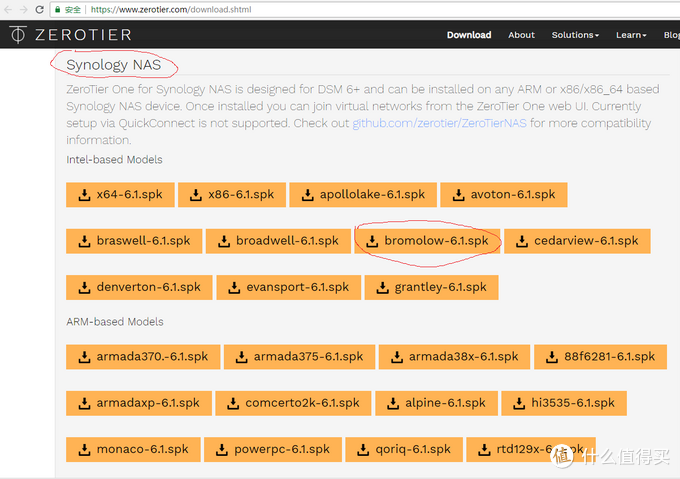 安全 https://www.zerotier.com/download.shtml
ZEROTIER Download About Solutions Learn Blog
Synology NAS
ZeroTier One for Synology NAS is designed for DSM 6+ and can be installed on any ARM or x86/x86_64 based
Synology NAS device. Once installed you can join virtual networks from the ZeroTier One web UI. Currently
setup via QuickConnect is not supported. Check out github.com/zerotier/ZeroTierNAS for more compatibility
information.
Intel-based Models
x64-6.1.spk x86-6.1.spk apollolake-6.1.spk avoton-6.1.spk
braswell-6.1.spk broadwell-6.1.spk bromolow-6.1.spk cedarview-6.1.spk
denverton-6.1.spk evansport-6.1.spk grantley-6.1.spk
ARM-based Models
armada370.-6.1.spk armada375-6.1.spk armada38x-6.1.spk 88f6281-6.1.spk
armadaxp-6.1.spk comcerto2k-6.1.spk alpine-6.1.spk hi3535-6.1.spk
monaco-6.1.spk powerpc-6.1.spk qoriq-6.1.spk rtd129x-6.1.spk
值 什么值得买